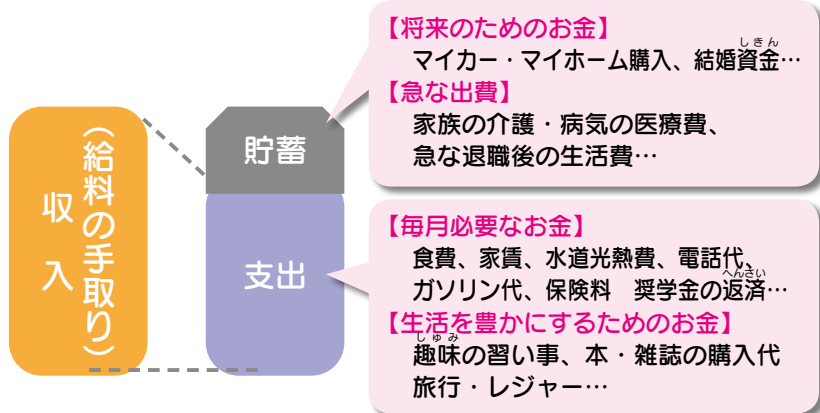 収入
（給料の手取り）
貯蓄
支出
【将来のためのお金】
マイカー・マイホーム購入、結婚資金…
しきん
【急な出費】
家族の介護・病気の医療費、
急な退職後の生活費…
【毎月必要なお金】
食費、家賃、水道光熱費、電話代、
ガソリン代、保険料　奨学金の返済…
へんさい
【生活を豊かにするためのお金】
趣味の習い事、本・雑誌の購入代
しゅみ
旅行・レジャー…